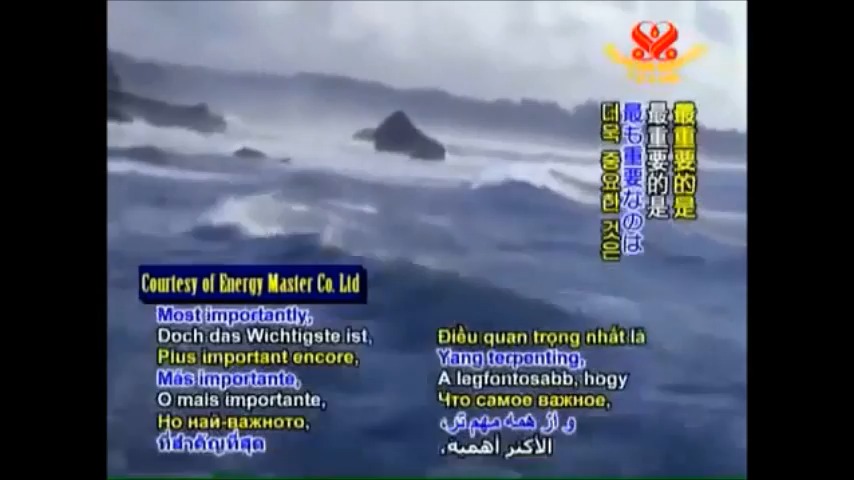 最重要的是
最重要的是
最も重要なのは
더욱 중요한 것은
Courtesy of Energy Master Co. Ltd
Most importantly,
Doch das Wichtigste ist,
Plus important encore,
Más importante,
O mais importante,
Но най-важното,
ที่สำคัญที่สุด
Điều quan trọng nhất là
Yang terpenting,
A legfontosabb, hogy
Что самое важное,
و از همه مهم تر،
الأكثر أهمية،